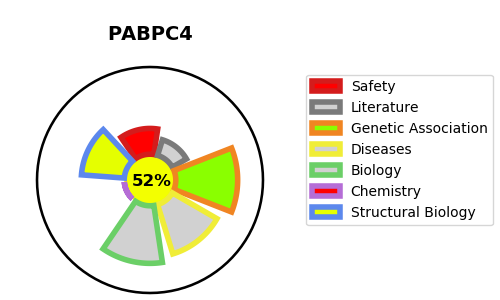 PABPC4
52%
Safety
Literature
Genetic Association
Diseases
Biology
Chemistry
Structural Biology